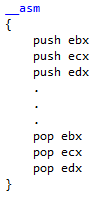 __asm
{
push ebx
push ecx
push edx
.
.
.
pop ebx
pop ecx
pop edx
}